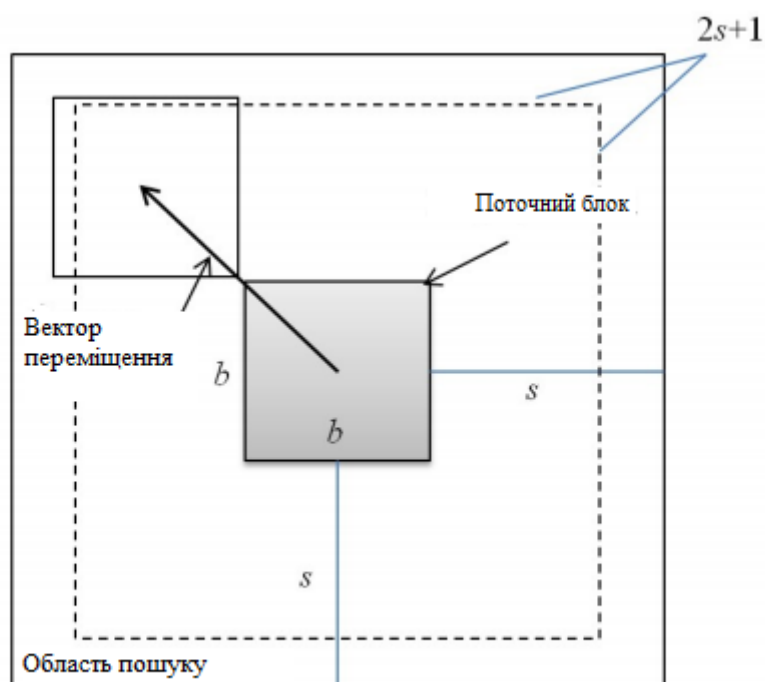 2s+1
Поточний блок
Вектор
переміщення
b
s
b
s
Область пошуку